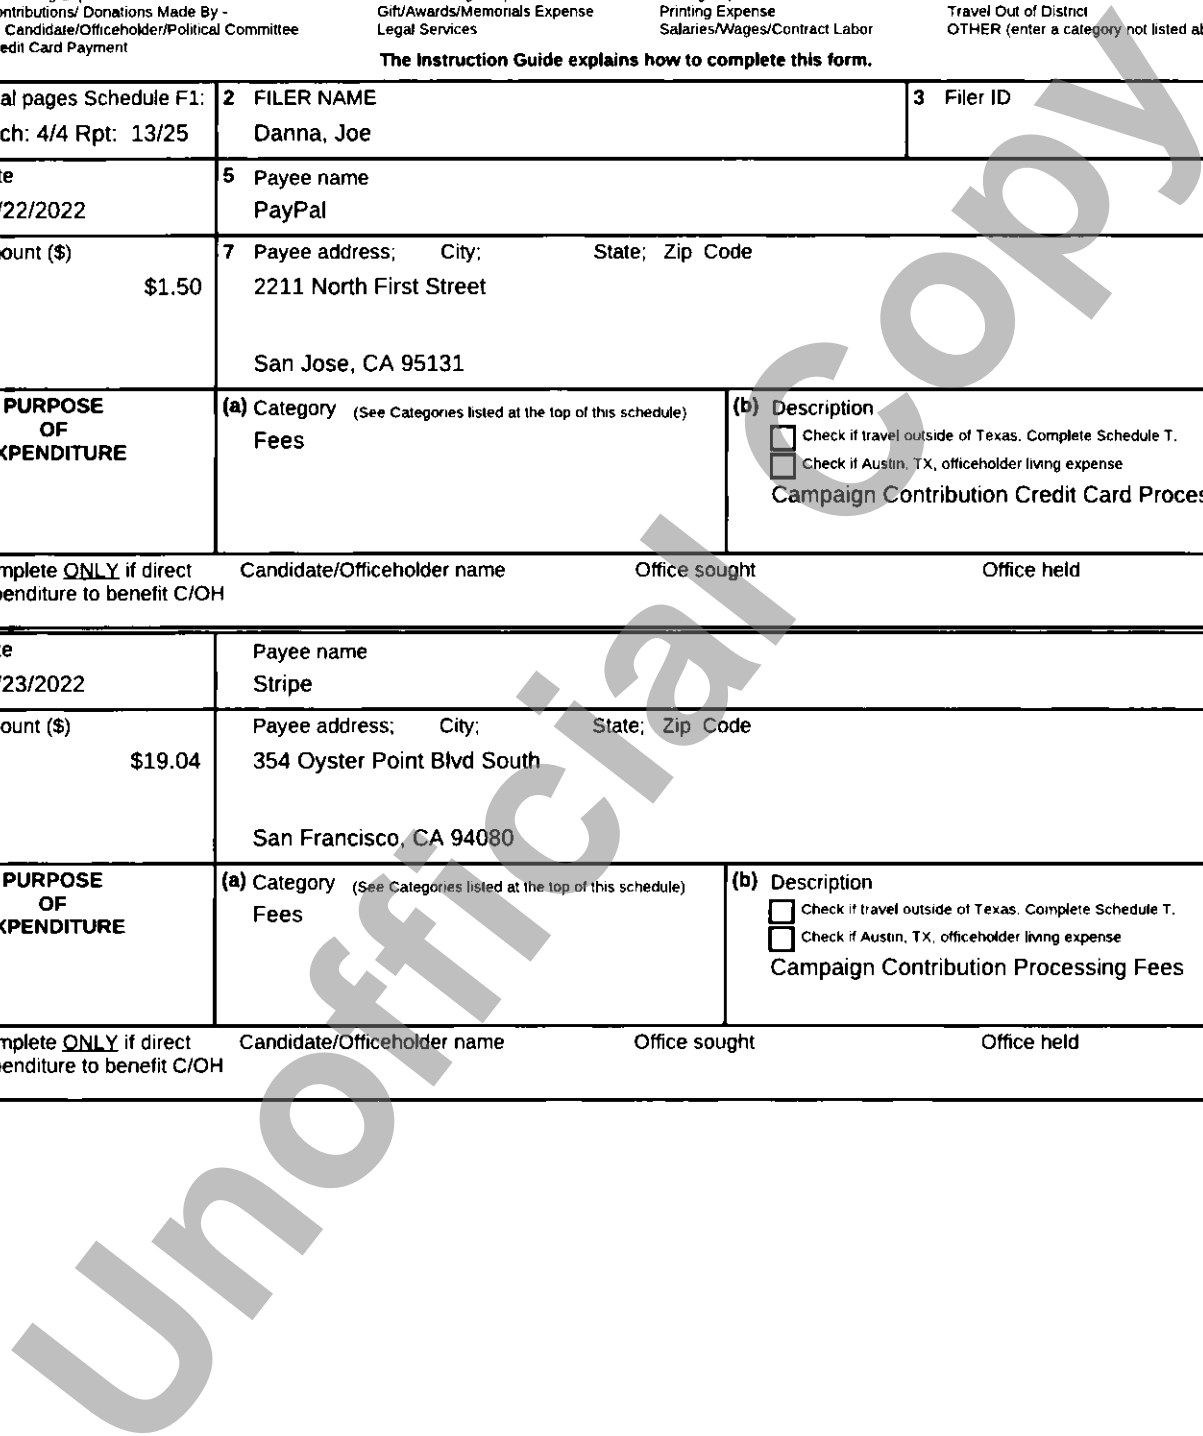 ntributions/ Donations Made By -
Candidate/Officeholder/Political Committee
edit Card Payment
Gift/Awards/Memorials Expense
Legal Services
Printing Expense
Salaries/Wages/Contract Labor
Travel Out of District
OTHER (enter a category not listed ab
The Instruction Guide explains how to complete this form.
al pages Schedule F1:
ch: 4/4 Rpt: 13/25
2 FILER NAME
Danna, Joe
3 Filer ID
te
/22/2022
5 Payee name
PayPal
ount ($)
$1.50
7 Payee address; City; State; Zip Code
2211 North First Street
San Jose, CA 95131
PURPOSE
OF
XPENDITURE
(a) Category (See Categories listed at the top of this schedule)
Fees
(b) Description
Check if travel outside of Texas. Complete Schedule T.
Check if Austin, TX, officeholder living expense
Campaign Contribution Credit Card Proces
mplete ONLY if direct
enditure to benefit C/OH
Candidate/Officeholder name Office sought Office held
te
/23/2022
Payee name
Stripe
ount ($)
$19.04
Payee address; City; State; Zip Code
354 Oyster Point Blvd South
San Francisco, CA 94080
PURPOSE
OF
XPENDITURE
(a) Category (See Categories listed at the top of this schedule)
Fees
(b) Description
Check if travel outside of Texas. Complete Schedule T.
Check if Austin, TX, officeholder living expense
Campaign Contribution Processing Fees
mplete ONLY if direct
enditure to benefit C/OH
Candidate/Officeholder name Office sought Office held
Unofficial Copy